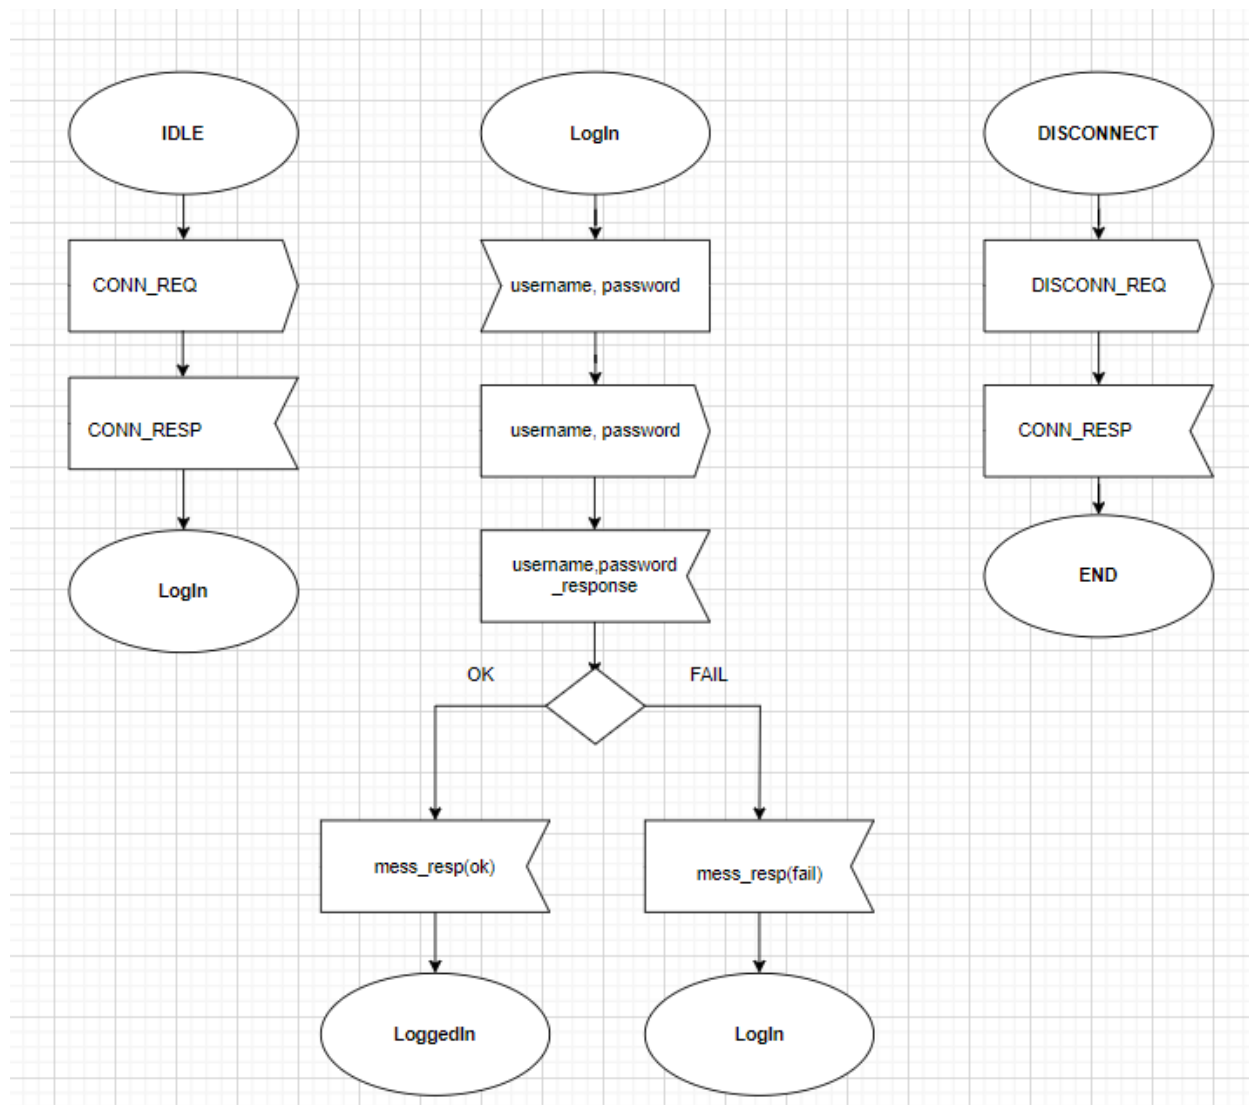 IDLE
CONN_REQ
CONN_RESP
LogIn
LogIn
username, password
username, password
username,password
_response
OK
FAIL
mess_resp(ok)
mess_resp(fail)
LoggedIn
LogIn
DISCONNECT
DISCONN_REQ
CONN_RESP
END